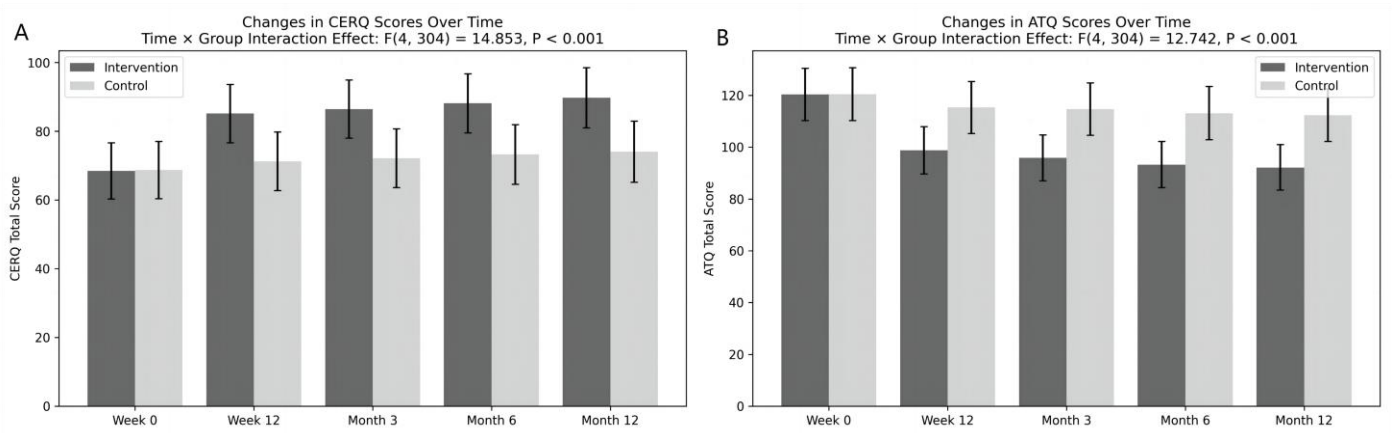 A
Changes in CERQ Scores Over Time
Time × Group Interaction Effect: F(4, 304) = 14.853, P < 0.001
Intervention
Control
CERQ Total Score
100
80
60
40
20
0
Week 0
Week 12
Month 3
Month 6
Month 12
B
Changes in ATQ Scores Over Time
Time × Group Interaction Effect: F(4, 304) = 12.742, P < 0.001
Intervention
Control
ATQ Total Score
120
100
80
60
40
20
0
Week 0
Week 12
Month 3
Month 6
Month 12